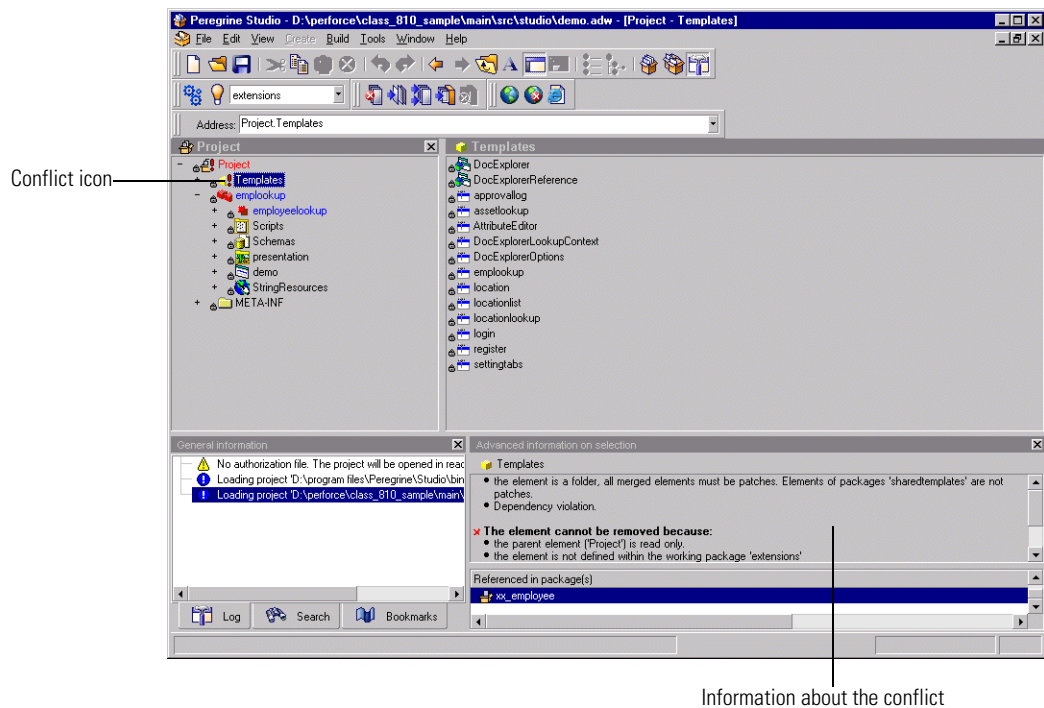 Peregrine Studio - D:\perforce\class_810_sample\main\src\studio\demo.adw - [Project - Templates]
File Edit View Create Build Tools Window Help
extensions
Address: Project.Templates
Project
Templates
Project
Templates
emplookup
employeelookup
Scripts
Schemas
presentation
demo
StringResources
META-INF
DocExplorer
DocExplorerReference
approvallog
assetlookup
AttributeEditor
DocExplorerLookupContext
DocExplorerOptions
emplookup
location
locationlist
locationlookup
login
register
settingtabs
Conflict icon
General information
No authorization file. The project will be opened in reac
Loading project 'D:\program files\Peregrine\Studio\bin
Loading project 'D:\perforce\class_810_sample\main\
Log Search Bookmarks
Advanced information on selection
Templates
• the element is a folder, all merged elements must be patches. Elements of packages 'sharedtemplates' are not
patches.
• Dependency violation.
The element cannot be removed because:
• the parent element ('Project') is read only.
• the element is not defined within the working package 'extensions'
Referenced in package(s)
xx_employee
Information about the conflict